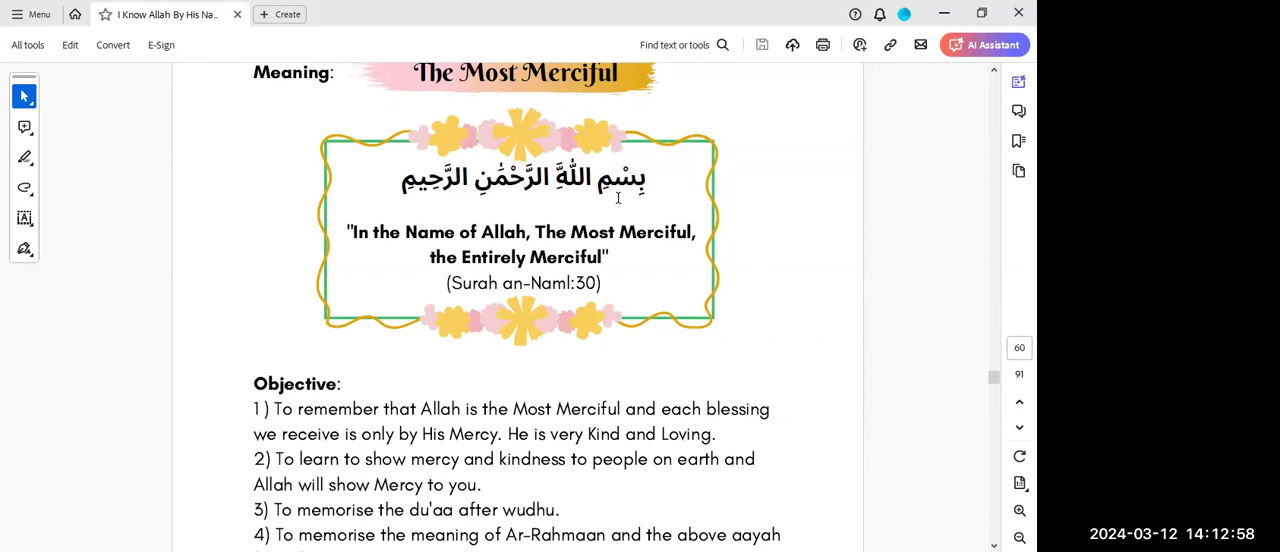 Menu
I Know Allah By His Na...
Create
All tools
Edit
Convert
E-Sign
Find text or tools
AI Assistant
Meaning: The Most Merciful
بِسْمِ اللَّهِ الرَّحْمَٰنِ الرَّحِيمِ
"In the Name of Allah, The Most Merciful,
the Entirely Merciful"
(Surah an-Naml:30)
Objective:
1) To remember that Allah is the Most Merciful and each blessing
we receive is only by His Mercy. He is very Kind and Loving.
2) To learn to show mercy and kindness to people on earth and
Allah will show Mercy to you.
3) To memorise the du'aa after wudhu.
4) To memorise the meaning of Ar-Rahmaan and the above aayah
60
91
2024-03-12 14:12:58